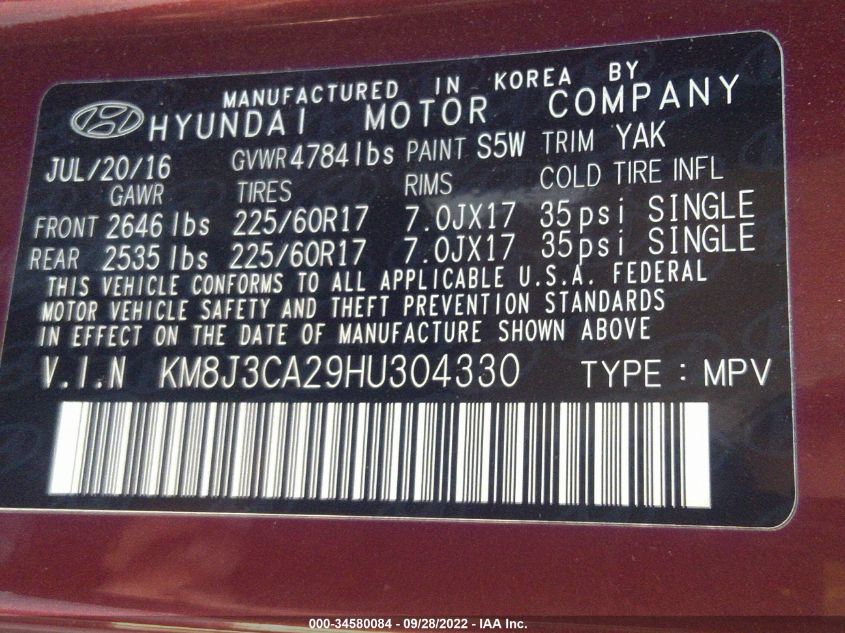 MANUFACTURED IN KOREA BY
HYUNDAI MOTOR COMPANY
JUL/20/16 GVWR 4784 lbs PAINT S5W TRIM YAK
GAWR TIRES RIMS COLD TIRE INFL
FRONT 2646 lbs 225/60R17 7.0JX17 35psi SINGLE
REAR 2535 lbs 225/60R17 7.0JX17 35psi SINGLE
THIS VEHICLE CONFORMS TO ALL APPLICABLE U.S.A. FEDERAL
MOTOR VEHICLE SAFETY AND THEFT PREVENTION STANDARDS
IN EFFECT ON THE DATE OF MANUFACTURE SHOWN ABOVE
V.I.N KM8J3CA29HU304330 TYPE : MPV
000-34580084 - 09/28/2022 - IAA Inc.